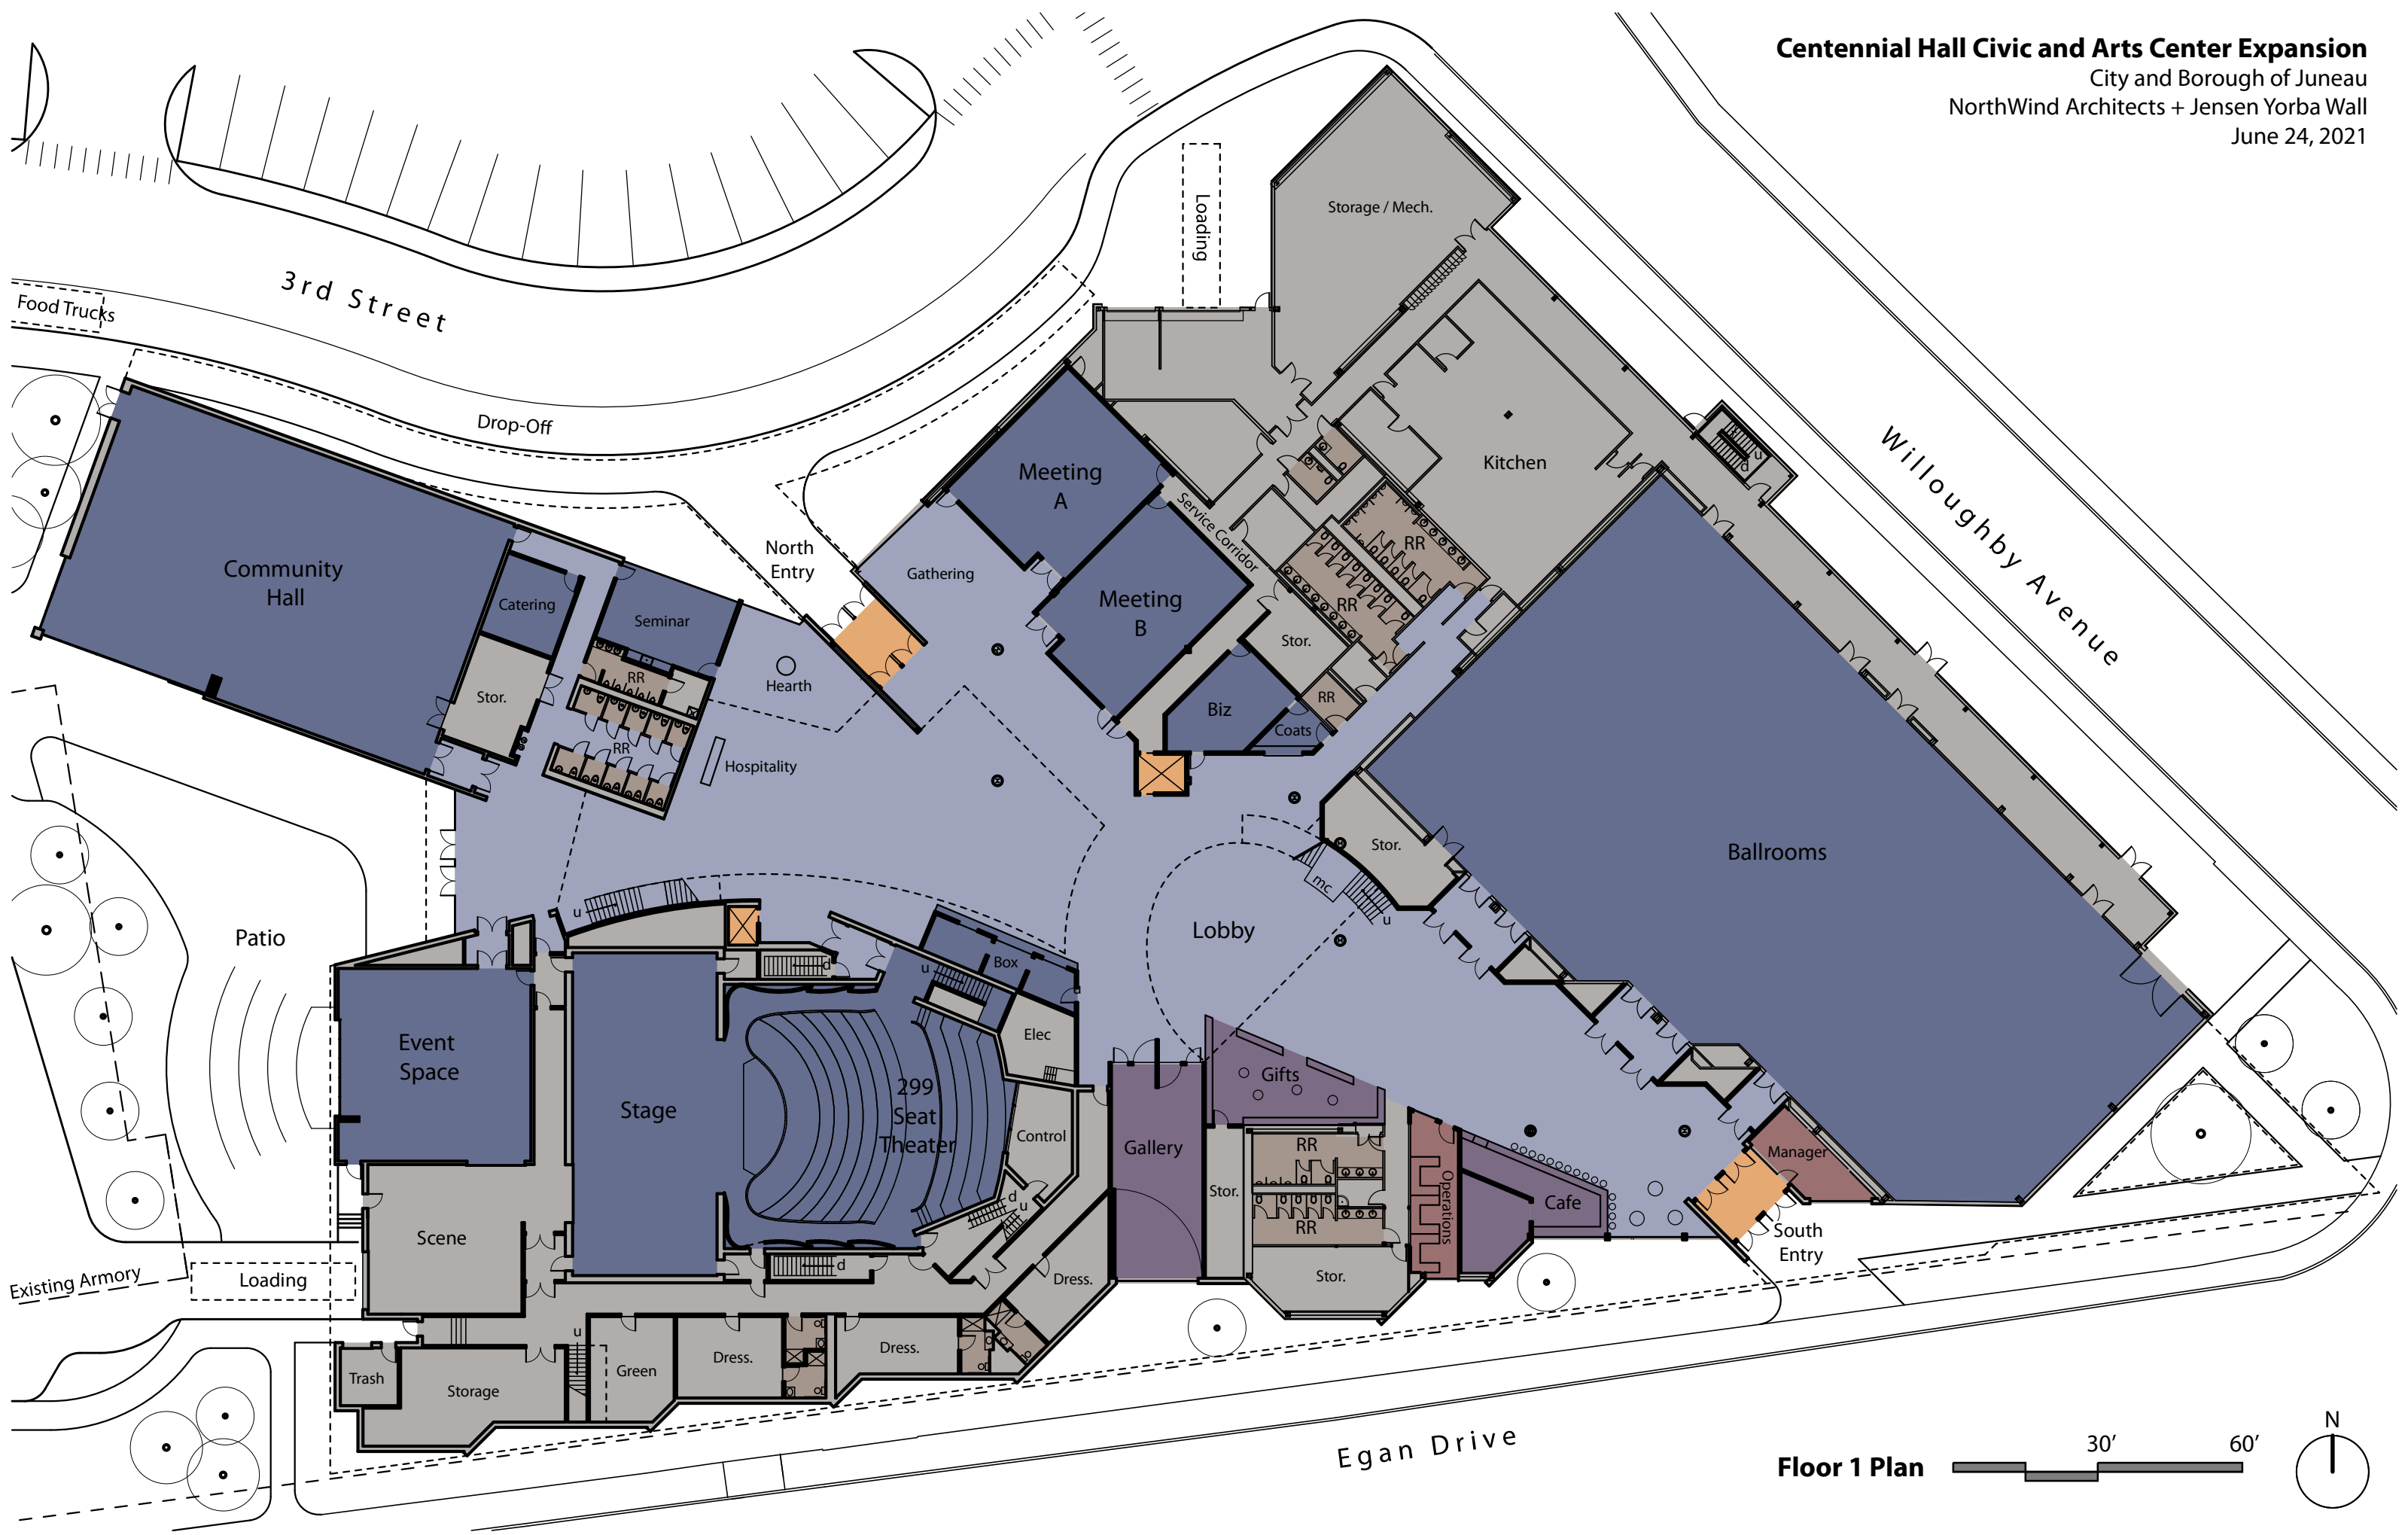 Centennial Hall Civic and Arts Center Expansion
City and Borough of Juneau
NorthWind Architects + Jensen Yorba Wall
June 24, 2021
Loading
Storage / Mech.
3rd Street
Food Trucks
Drop-Off
Willoughby Avenue
Kitchen
u
d
Meeting
A
Service Corridor
North
Entry
Gathering
RR
Community
Hall
Catering
Seminar
Meeting
B
RR
Stor.
RR
Hearth
Stor.
Biz
RR
Coats
RR
Hospitality
Stor.
Ballrooms
mc
u
u
Lobby
Patio
Box
d
u
Event
Space
Elec
Gifts
299
Seat
Theater
Stage
Control
Gallery
RR
Manager
Operations
Stor.
Cafe
d
u
RR
South
Entry
Scene
Existing Armory
Loading
d
Dress.
Stor.
u
Trash
Storage
Green
Dress.
Dress.
Egan Drive
Floor 1 Plan
30’
60’
N